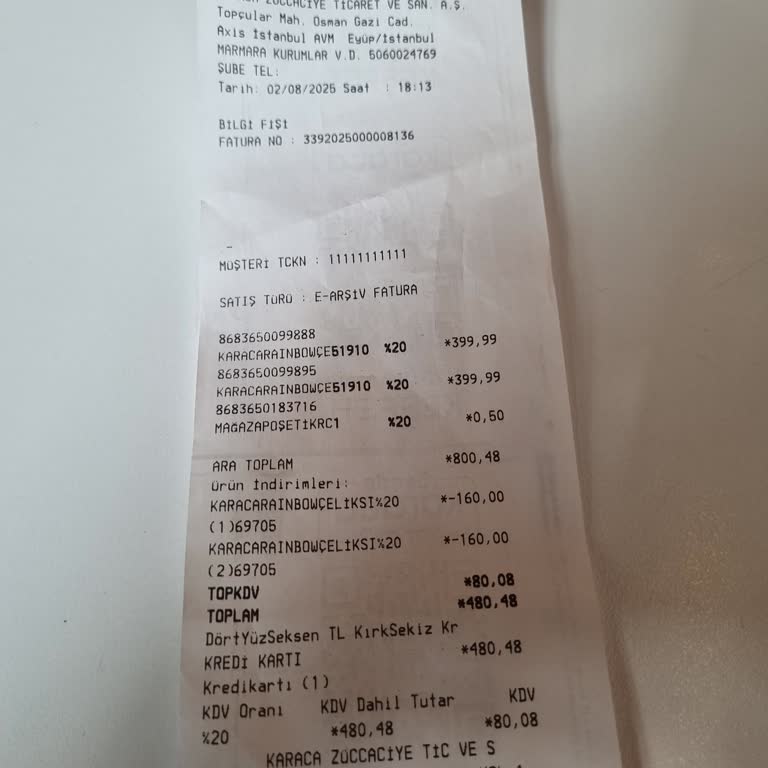 ZÜCCACİYE TİCARET VE SAN. A.Ş.
Topçular Mah. Osman Gazi Cad.
Axis İstanbul AVM Eyüp/İstanbul
MARMARA KURUMLAR V.D. 5060024769
ŞUBE TEL:
Tarih: 02/08/2025 Saat : 18:13
BİLGİ FİŞİ
FATURA NO : 3392025000008136
MÜŞTERİ TCKN : 11111111111
SATIŞ TÜRÜ : E-ARŞİV FATURA
8683650099888
KARACARAINBOWÇE51910 %20 *399,99
8683650099895
KARACARAINBOWÇE51910 %20 *399,99
8683650183716
MAĞAZAPOŞETİKRC1 %20 *0,50
ARA TOPLAM *800,48
Ürün İndirimleri:
KARACARAINBOWÇELİKSI%20 *-160,00
(1)69705
KARACARAINBOWÇELİKSI%20 *-160,00
(2)69705
TOPKDV *80,08
TOPLAM *480,48
DörtYüzSeksen TL KırkSekiz Kr
KREDİ KARTI *480,48
Kredikartı (1)
KDV Oranı KDV Dahil Tutar KDV
%20 *480,48 *80,08
KARACA ZÜCCACİYE TİC VE S